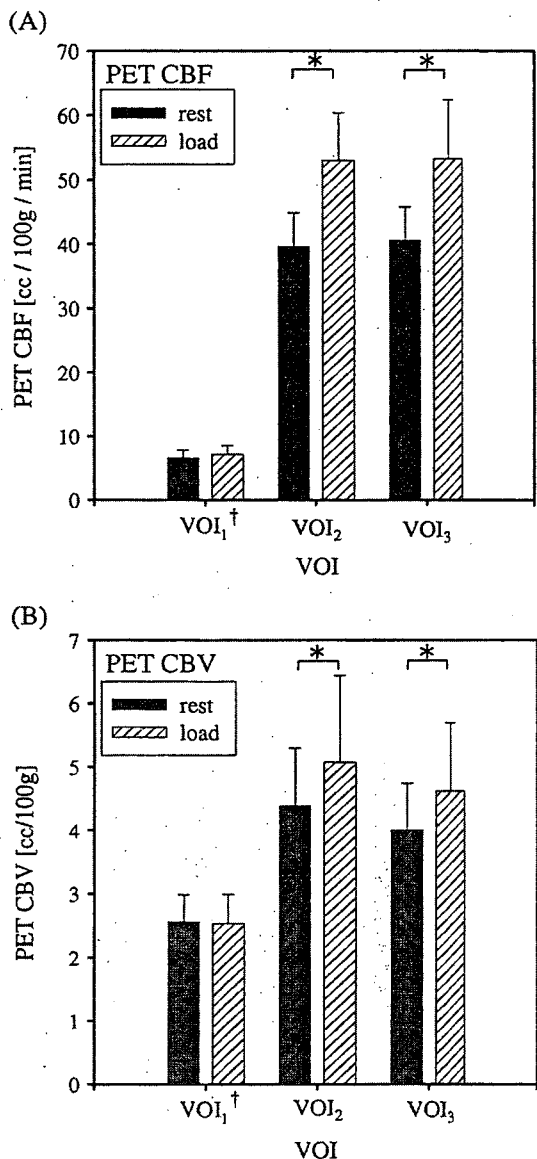 (A)
70
60
50
40
30
20
10
0
PET CBF [cc / 100g / min]
PET CBF
rest
load
*
*
VOI₁†
VOI₂
VOI₃
VOI
(B)
7
6
5
4
3
2
1
0
PET CBV [cc/100g]
PET CBV
rest
load
*
*
VOI₁†
VOI₂
VOI₃
VOI